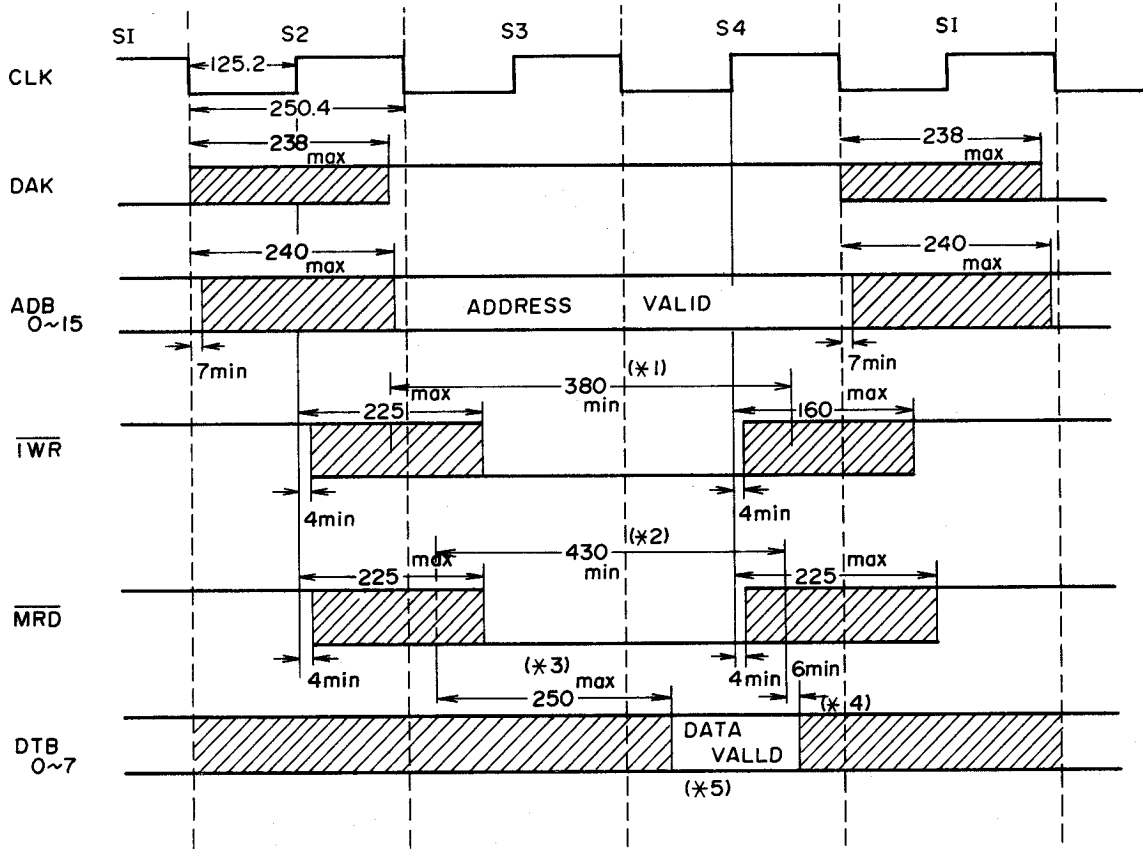 SI S2 S3 S4 SI
CLK
125.2
250.4
238 max 238 max
DAK
240 max 240 max
ADB 0~15
ADDRESS VALID
7min 7min
380 min (*1)
225 max 160 max
IWR
4min 4min
430 min (*2)
225 max 225 max
MRD
4min 4min 6min
(*3) 250 max (*4)
DTB 0~7
DATA VALLD
(*5)